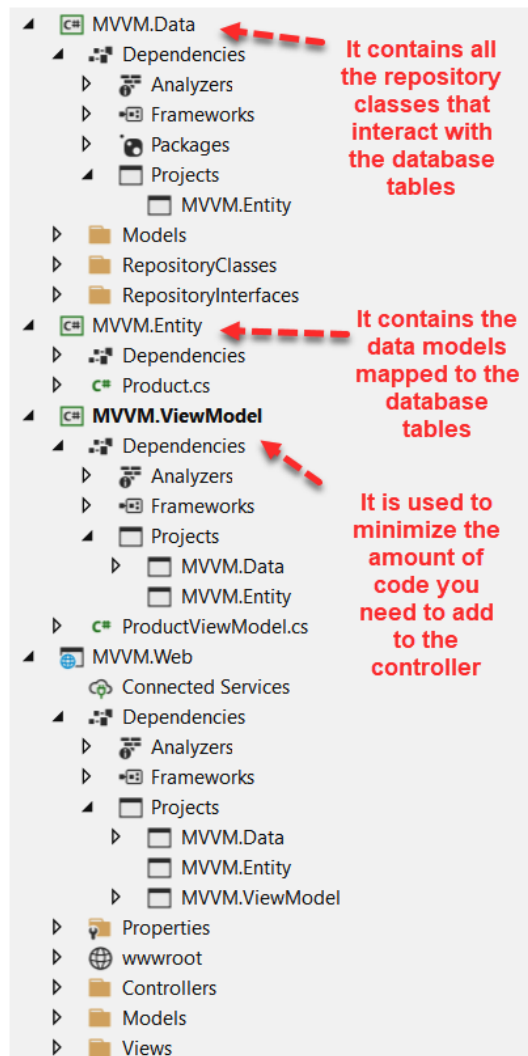 MVVM.Data
Dependencies
Analyzers
Frameworks
Packages
Projects
MVVM.Entity
Models
RepositoryClasses
RepositoryInterfaces
It contains all
the repository
classes that
interact with
the database
tables
MVVM.Entity
Dependencies
C# Product.cs
It contains the
data models
mapped to the
database
tables
MVVM.ViewModel
Dependencies
Analyzers
Frameworks
Projects
MVVM.Data
MVVM.Entity
C# ProductViewModel.cs
It is used to
minimize the
amount of
code you
need to add
to the
controller
MVVM.Web
Connected Services
Dependencies
Analyzers
Frameworks
Projects
MVVM.Data
MVVM.Entity
MVVM.ViewModel
Properties
wwwroot
Controllers
Models
Views